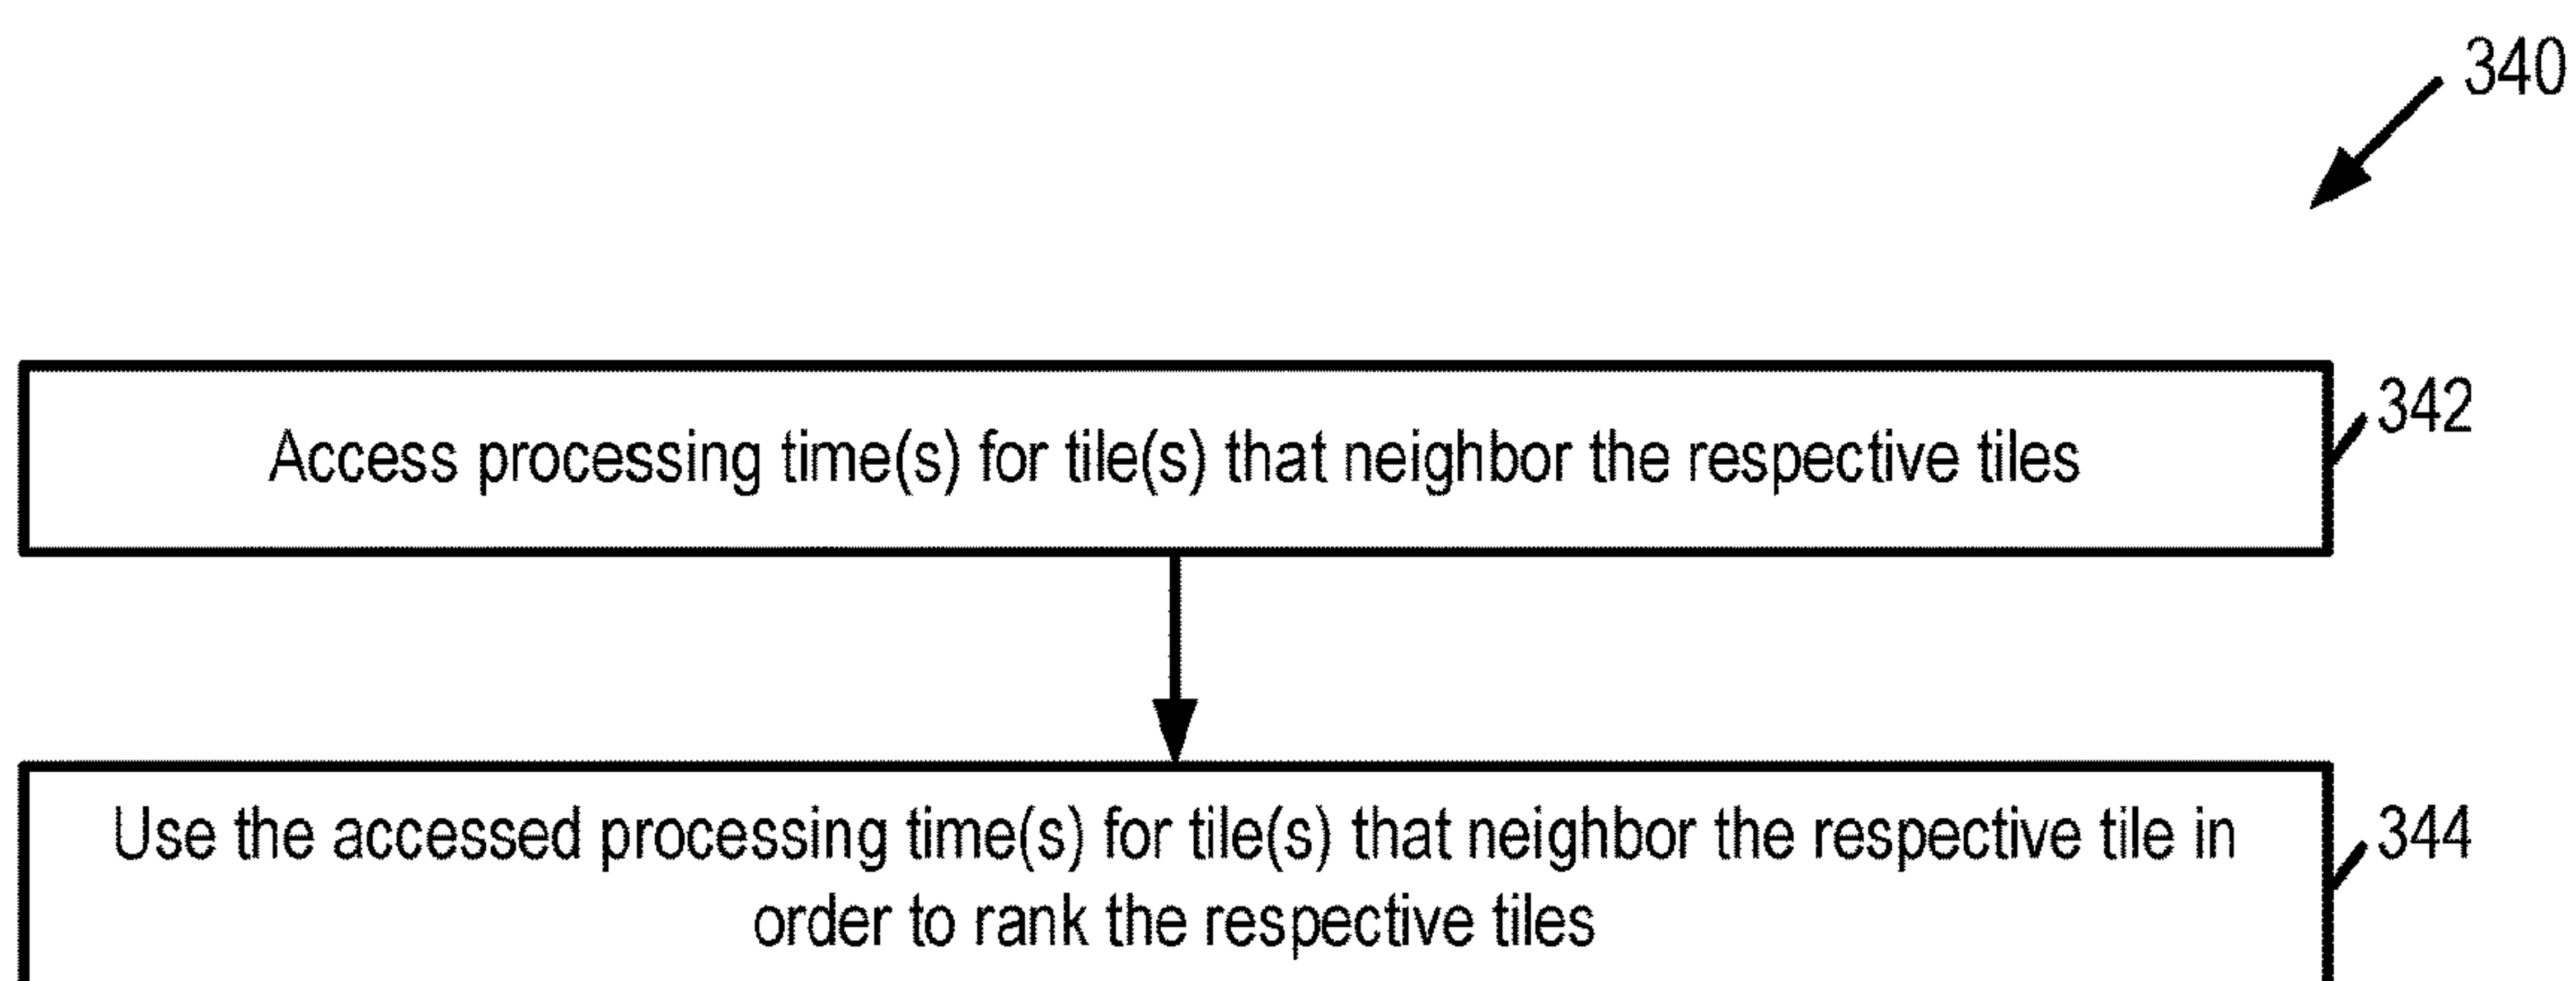 340
Access processing time(s) for tile(s) that neighbor the respective tiles
342
Use the accessed processing time(s) for tile(s) that neighbor the respective tile in
order to rank the respective tiles
344